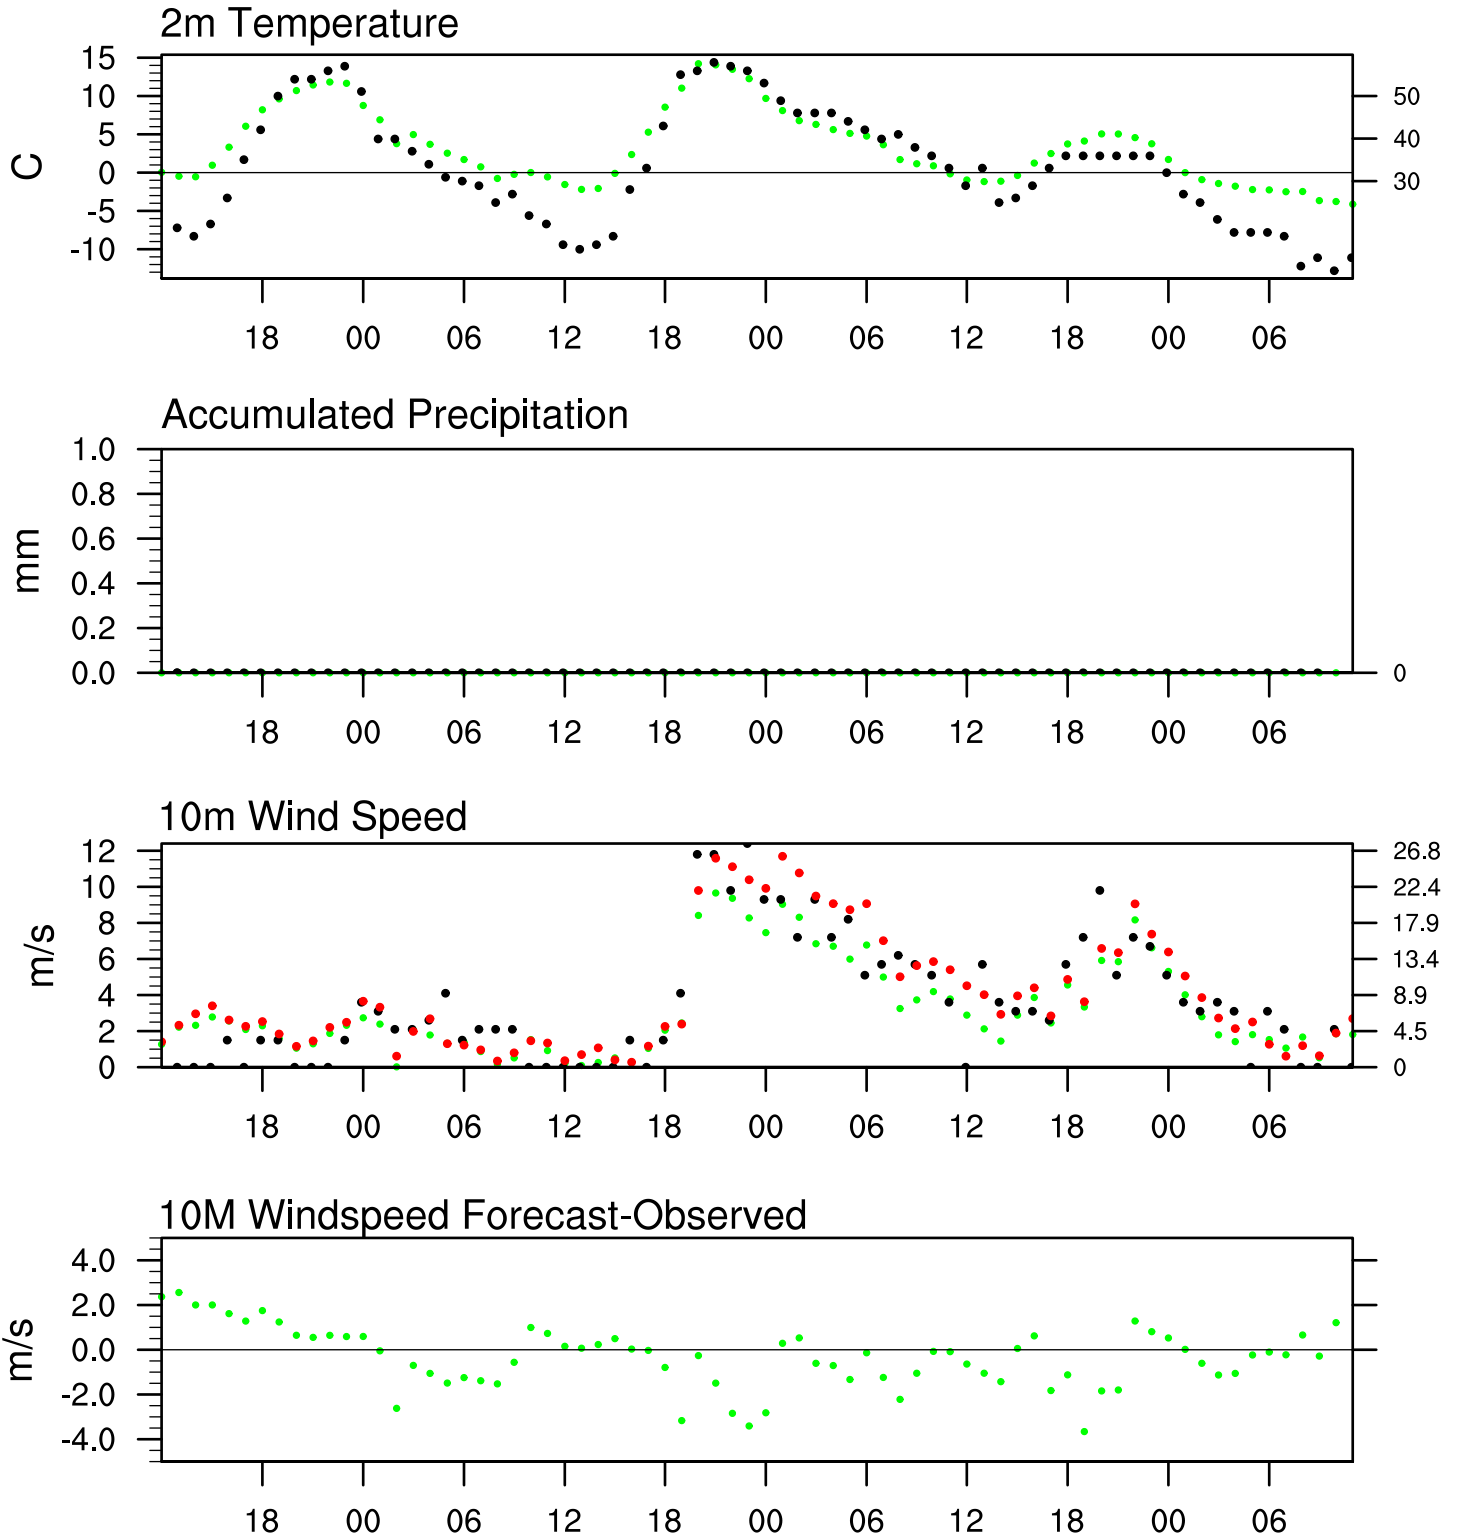 2m Temperature
15
10
5
0
-5
-10
C
50
40
30
18 00 06 12 18 00 06 12 18 00 06
Accumulated Precipitation
1.0
0.8
0.6
0.4
0.2
0.0
mm
0
18 00 06 12 18 00 06 12 18 00 06
10m Wind Speed
12
10
8
6
4
2
0
m/s
26.8
22.4
17.9
13.4
8.9
4.5
0
18 00 06 12 18 00 06 12 18 00 06
10M Windspeed Forecast-Observed
4.0
2.0
0.0
-2.0
-4.0
m/s
18 00 06 12 18 00 06 12 18 00 06